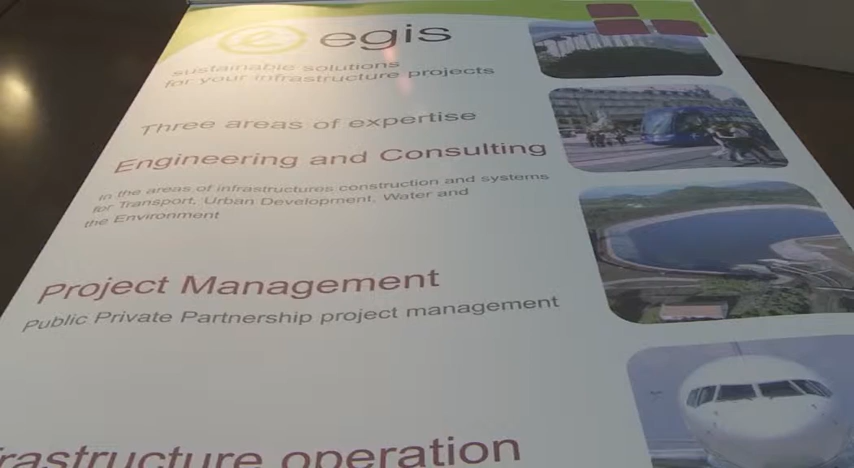 egis
sustainable solutions
for your infrastructure projects
Three areas of expertise
Engineering and Consulting
in the areas of infrastructures construction and systems
for Transport, Urban Development, Water and
the Environment
Project Management
Public Private Partnership project management
rastructure operation